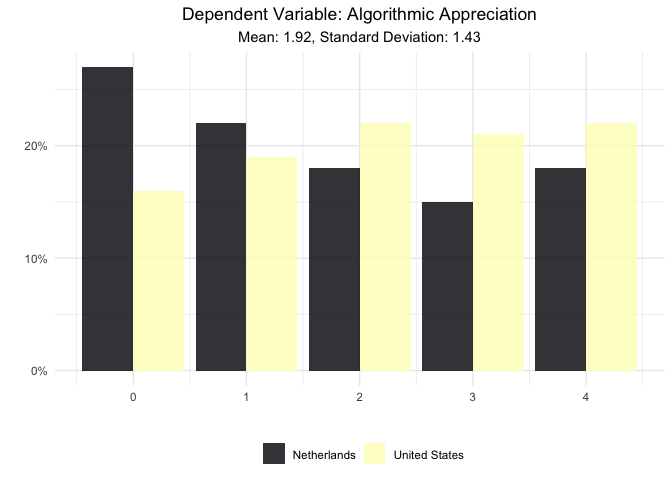 Dependent Variable: Algorithmic Appreciation
Mean: 1.92, Standard Deviation: 1.43
20%
10%
0%
0 1 2 3 4
Netherlands United States